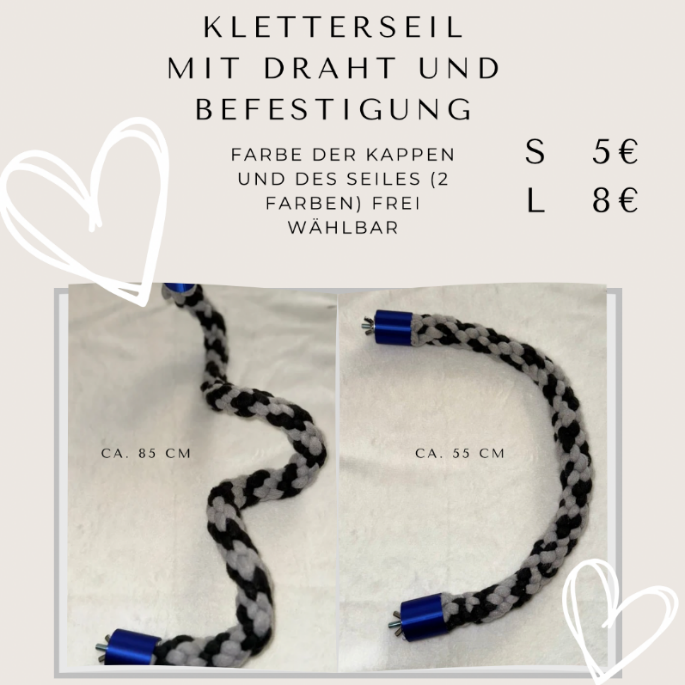 KLETTERSEIL
MIT DRAHT UND
BEFESTIGUNG
FARBE DER KAPPEN
UND DES SEILES (2
FARBEN) FREI
WÄHLBAR
S 5€
L 8€
CA. 85 CM
CA. 55 CM